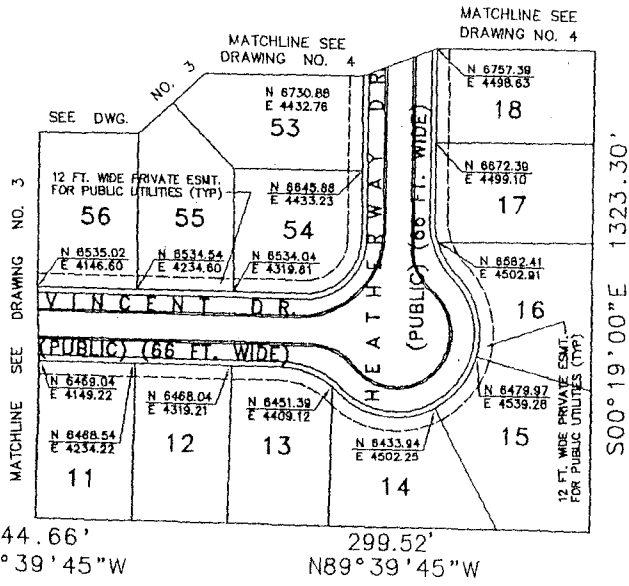 MATCHLINE SEE
DRAWING NO. 4
MATCHLINE SEE
DRAWING NO. 4
NO. 3
SEE DWG.
N 6730.88
E 4432.76
53
N 6757.39
E 4498.63
18
HEATHERWAY DR.
(PUBLIC) (66 FT. WIDE)
12 FT. WIDE PRIVATE ESMT.
FOR PUBLIC UTILITIES (TYP)
N 6645.88
E 4433.23
N 6672.39
E 4499.10
17
56
55
54
N 6535.02
E 4146.60
N 6534.54
E 4234.60
N 6534.04
E 4319.81
N 6582.41
E 4502.91
16
VINCENT DR.
(PUBLIC) (66 FT. WIDE)
MATCHLINE SEE DRAWING NO. 3
N 6469.04
E 4149.22
N 6468.54
E 4234.22
N 6468.04
E 4319.21
N 6451.39
E 4409.12
N 6433.94
E 4502.25
N 6479.97
E 4539.28
12 FT. WIDE PRIVATE ESMT.
FOR PUBLIC UTILITIES (TYP)
11
12
13
14
15
S00°19'00"E 1323.30'
44.66'
°39'45"W
299.52'
N89°39'45"W